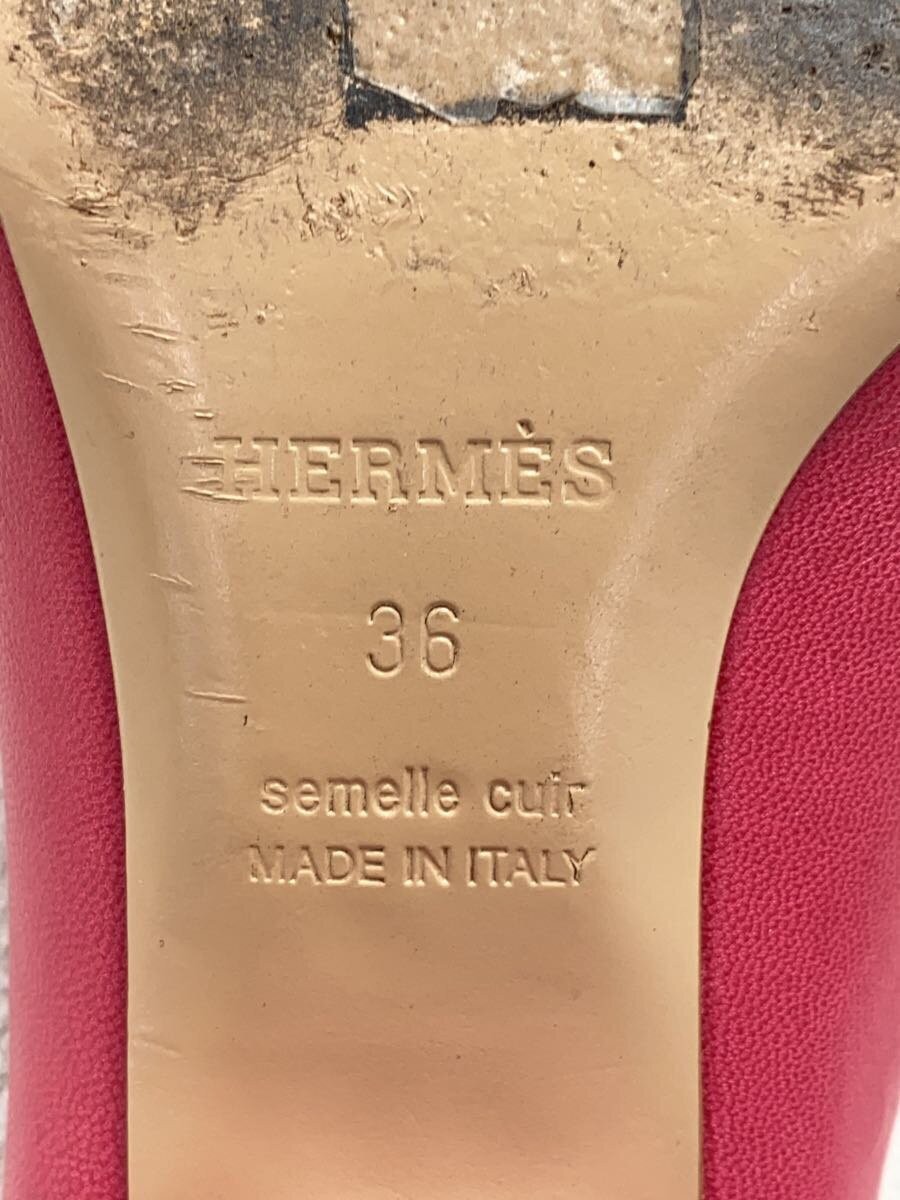 HERMÈS
36
semelle cuir
MADE IN ITALY